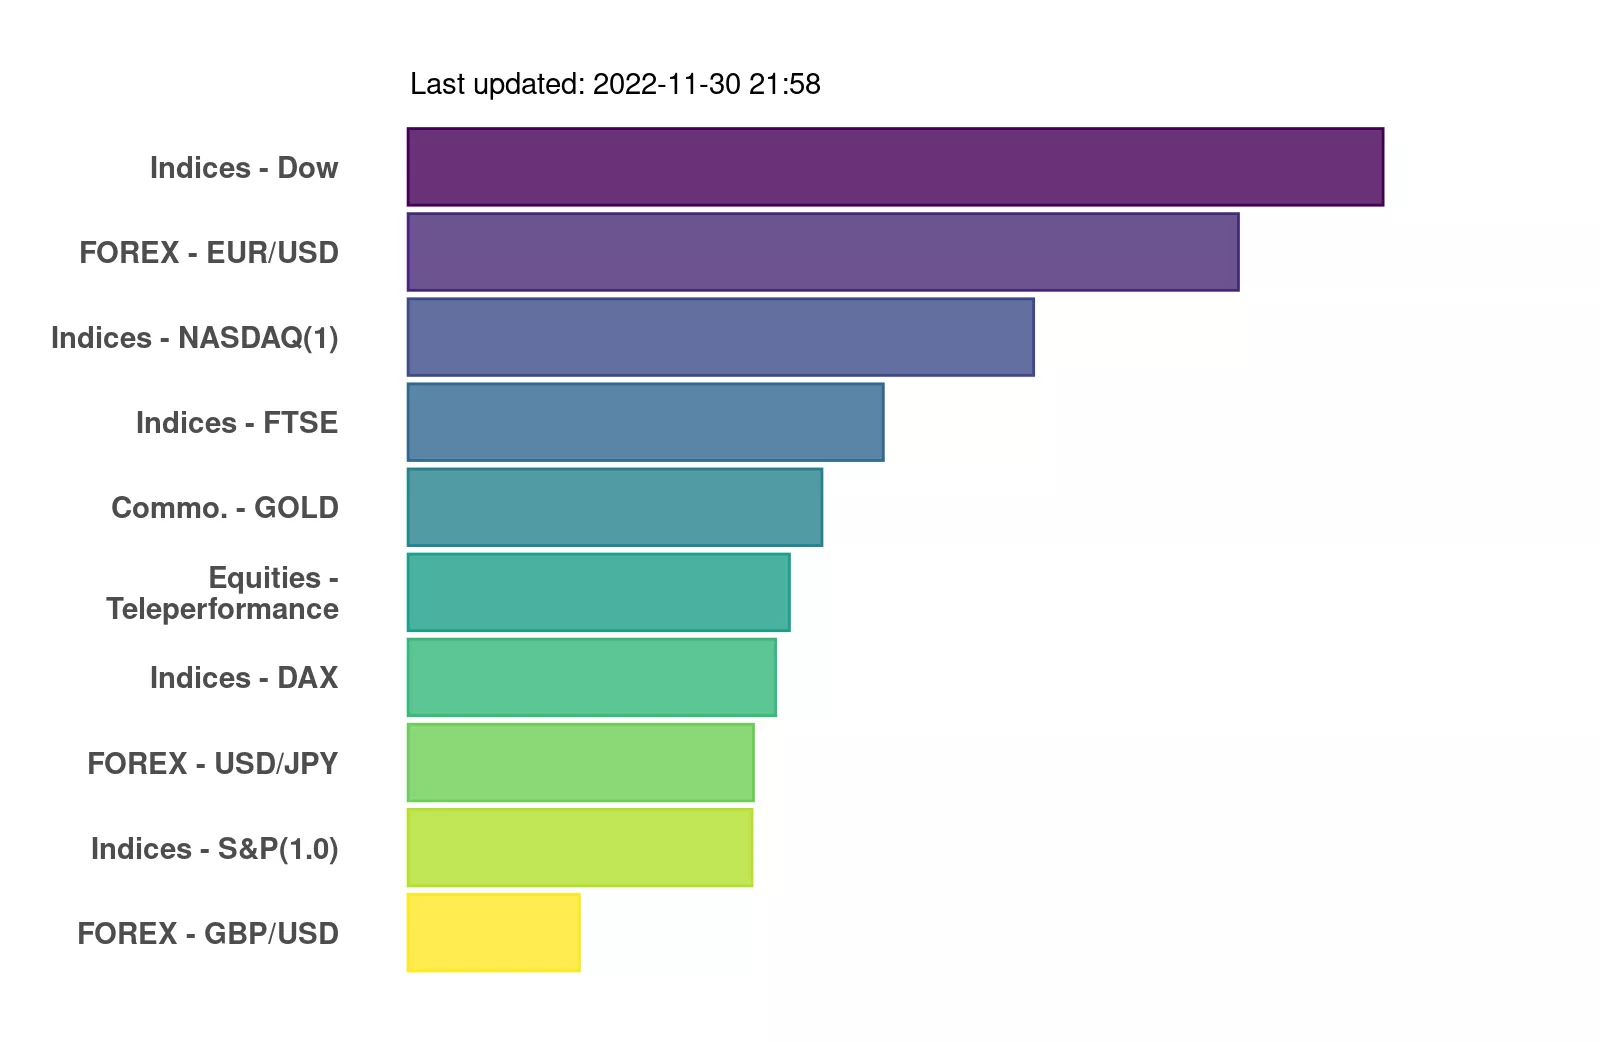 Last updated: 2022-11-30 21:58
Indices - Dow
FOREX - EUR/USD
Indices - NASDAQ(1)
Indices - FTSE
Commo. - GOLD
Equities -
Teleperformance
Indices - DAX
FOREX - USD/JPY
Indices - S&P(1.0)
FOREX - GBP/USD